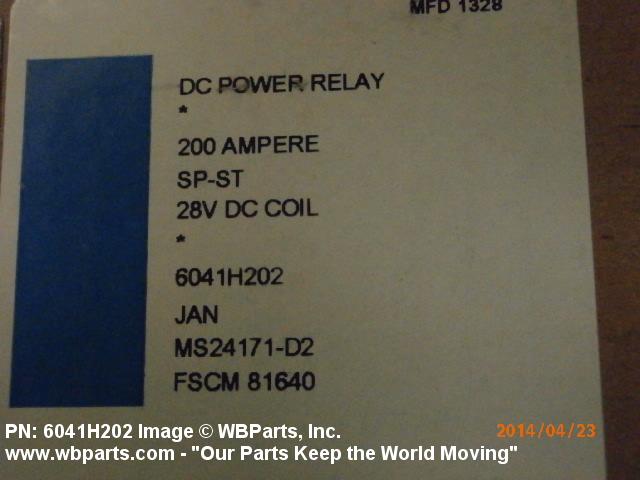 MFD 1328
DC POWER RELAY
*
200 AMPERE
SP-ST
28V DC COIL
*
6041H202
JAN
MS24171-D2
FSCM 81640
PN: 6041H202 Image © WBParts, Inc.
2014/04/23
www.wbparts.com - "Our Parts Keep the World Moving"